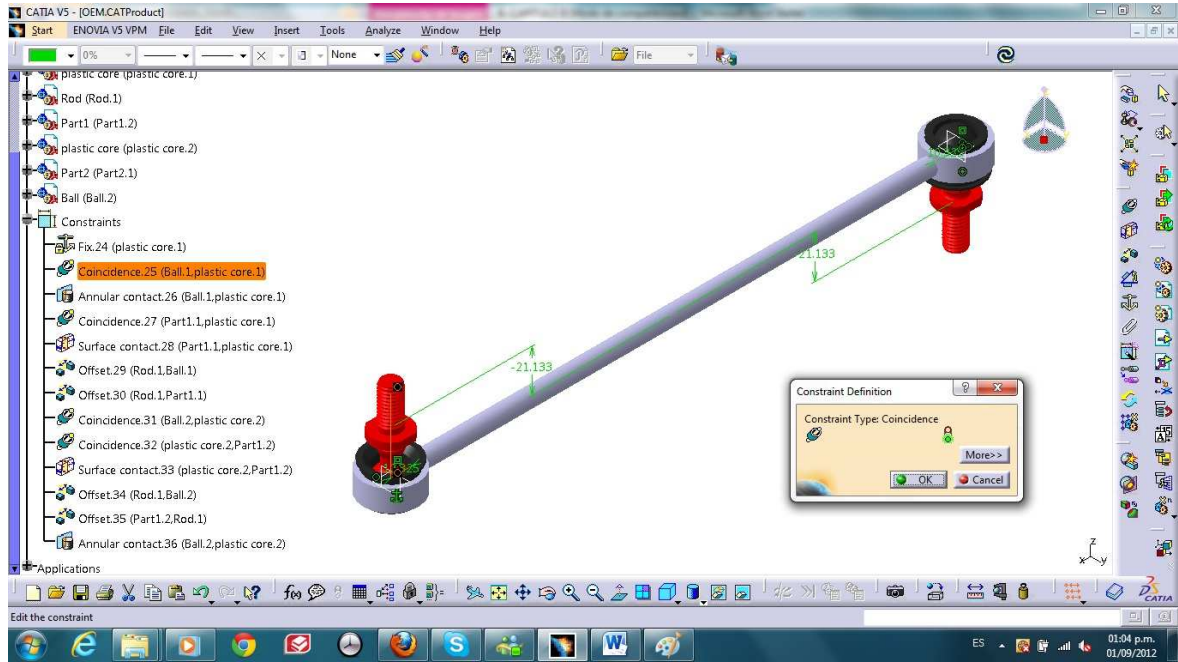 CATIA V5 - [OEM.CATProduct]
Start ENOVIA V5 VPM File Edit View Insert Tools Analyze Window Help
0% None File
plastic core (plastic core.1)
Rod (Rod.1)
Part1 (Part1.2)
plastic core (plastic core.2)
Part2 (Part2.1)
Ball (Ball.2)
Constraints
Fix.24 (plastic core.1)
Coincidence.25 (Ball.1,plastic core.1)
Annular contact.26 (Ball.1,plastic core.1)
Coincidence.27 (Part1.1,plastic core.1)
Surface contact.28 (Part1.1,plastic core.1)
Offset.29 (Rod.1,Ball.1)
Offset.30 (Rod.1,Part1.1)
Coincidence.31 (Ball.2,plastic core.2)
Coincidence.32 (plastic core.2,Part1.2)
Surface contact.33 (plastic core.2,Part1.2)
Offset.34 (Rod.1,Ball.2)
Offset.35 (Part1.2,Rod.1)
Annular contact.36 (Ball.2,plastic core.2)
Applications
21.133
-21.133
Constraint Definition
Constraint Type: Coincidence
More>>
OK Cancel
z
x y
CATIA
Edit the constraint
ES 01:04 p.m.
01/09/2012